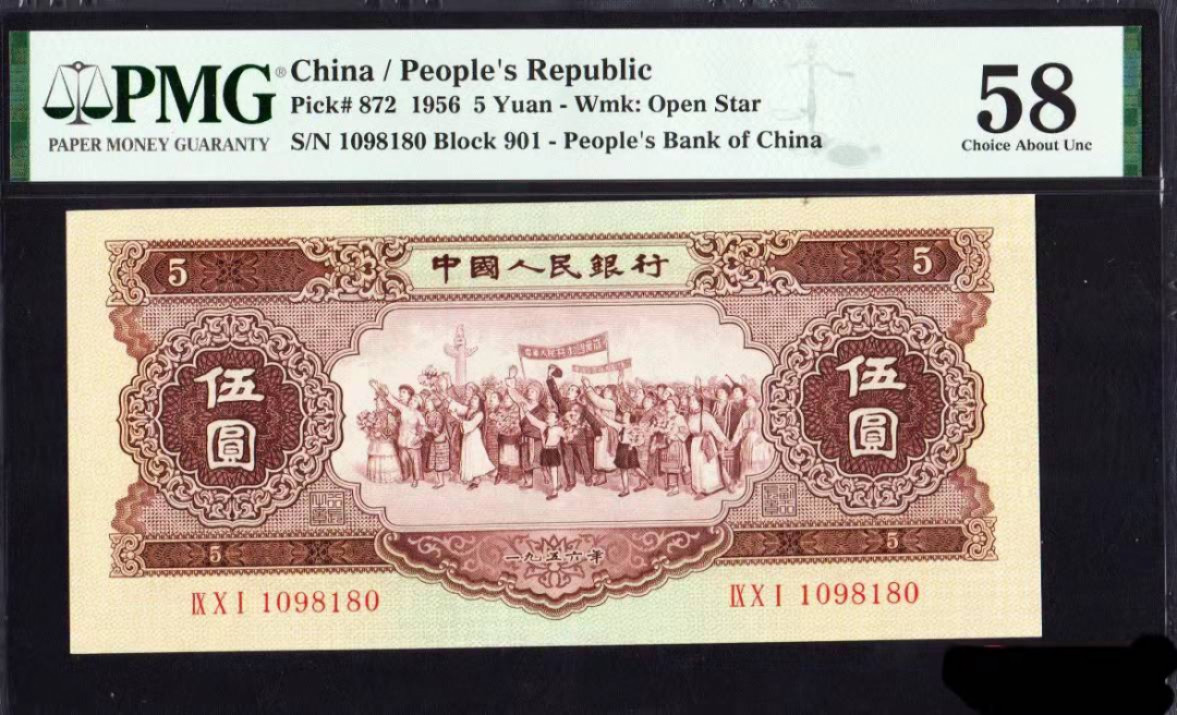 PMG®
PAPER MONEY GUARANTY
China / People's Republic
Pick# 872 1956 5 Yuan - Wmk: Open Star
S/N 1098180 Block 901 - People's Bank of China
58
Choice About Unc
5
中國人民銀行
5
伍圓
伍圓
5
一九五六年
5
IX X I 1098180
IX X I 1098180